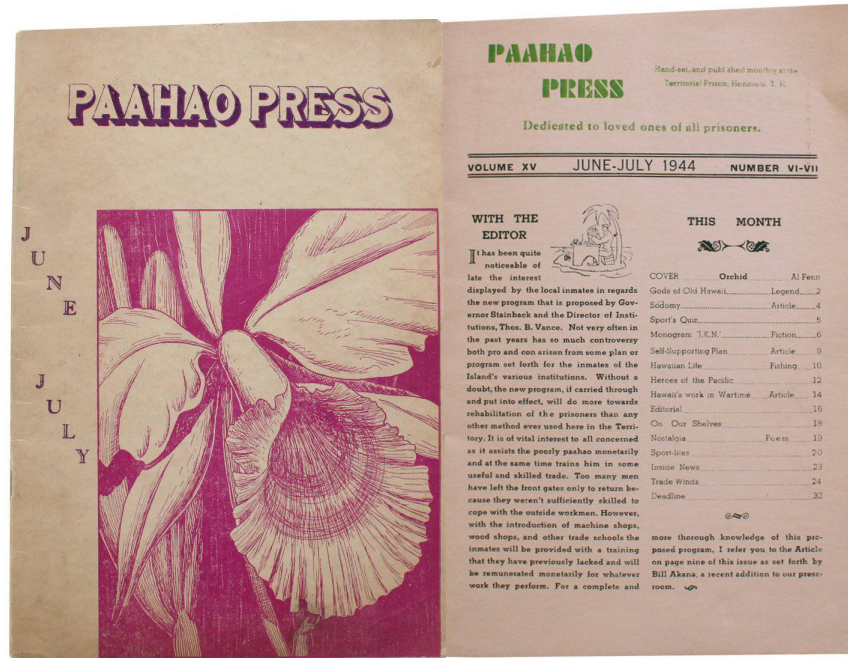 PAAHAO PRESS
JUNE
JULY
PAAHAO
PRESS
Hand-set and published monthly at the
Territorial Prison, Honolulu, T. H.
Dedicated to loved ones of all prisoners.
VOLUME XV JUNE-JULY 1944 NUMBER VI-VII
WITH THE
EDITOR
It has been quite
noticeable of
late the interest
displayed by the local inmates in regards
the new program that is proposed by Gov-
ernor Stainback and the Director of Insti-
tutions, Thos. B. Vance. Not very often in
the past years has so much controversy
both pro and con arisen from some plan or
program set forth for the inmates of the
Island's various institutions. Without a
doubt, the new program, if carried through
and put into effect, will do more towards
rehabilitation of the prisoners than any
other method ever used here in the Terri-
tory. It is of vital interest to all concerned
as it assists the poorly paahao monetarily
and at the same time trains him in some
useful and skilled trade. Too many men
have left the front gates only to return be-
cause they weren't sufficiently skilled to
cope with the outside workmen. However,
with the introduction of machine shops,
wood shops, and other trade schools the
inmates will be provided with a training
that they have previously lacked and will
be remunerated monetarily for whatever
work they perform. For a complete and
THIS MONTH
COVER Orchid Al Fenn
Gods of Old Hawaii Legend 2
Sodomy Article 4
Sport's Quiz 5
Monogram 'T.K.N.' Fiction 6
Self-Supporting Plan Article 9
Hawaiian Life Fishing 10
Heroes of the Pacific 12
Hawaii's work in Wartime Article 14
Editorial 16
On Our Shelves 18
Nostalgia Poem 19
Sport-lites 20
Inside News 23
Trade Winds 24
Deadline 32
more thorough knowledge of this pro-
posed program, I refer you to the Article
on page nine of this issue as set forth by
Bill Akana, a recent addition to our press-
room.